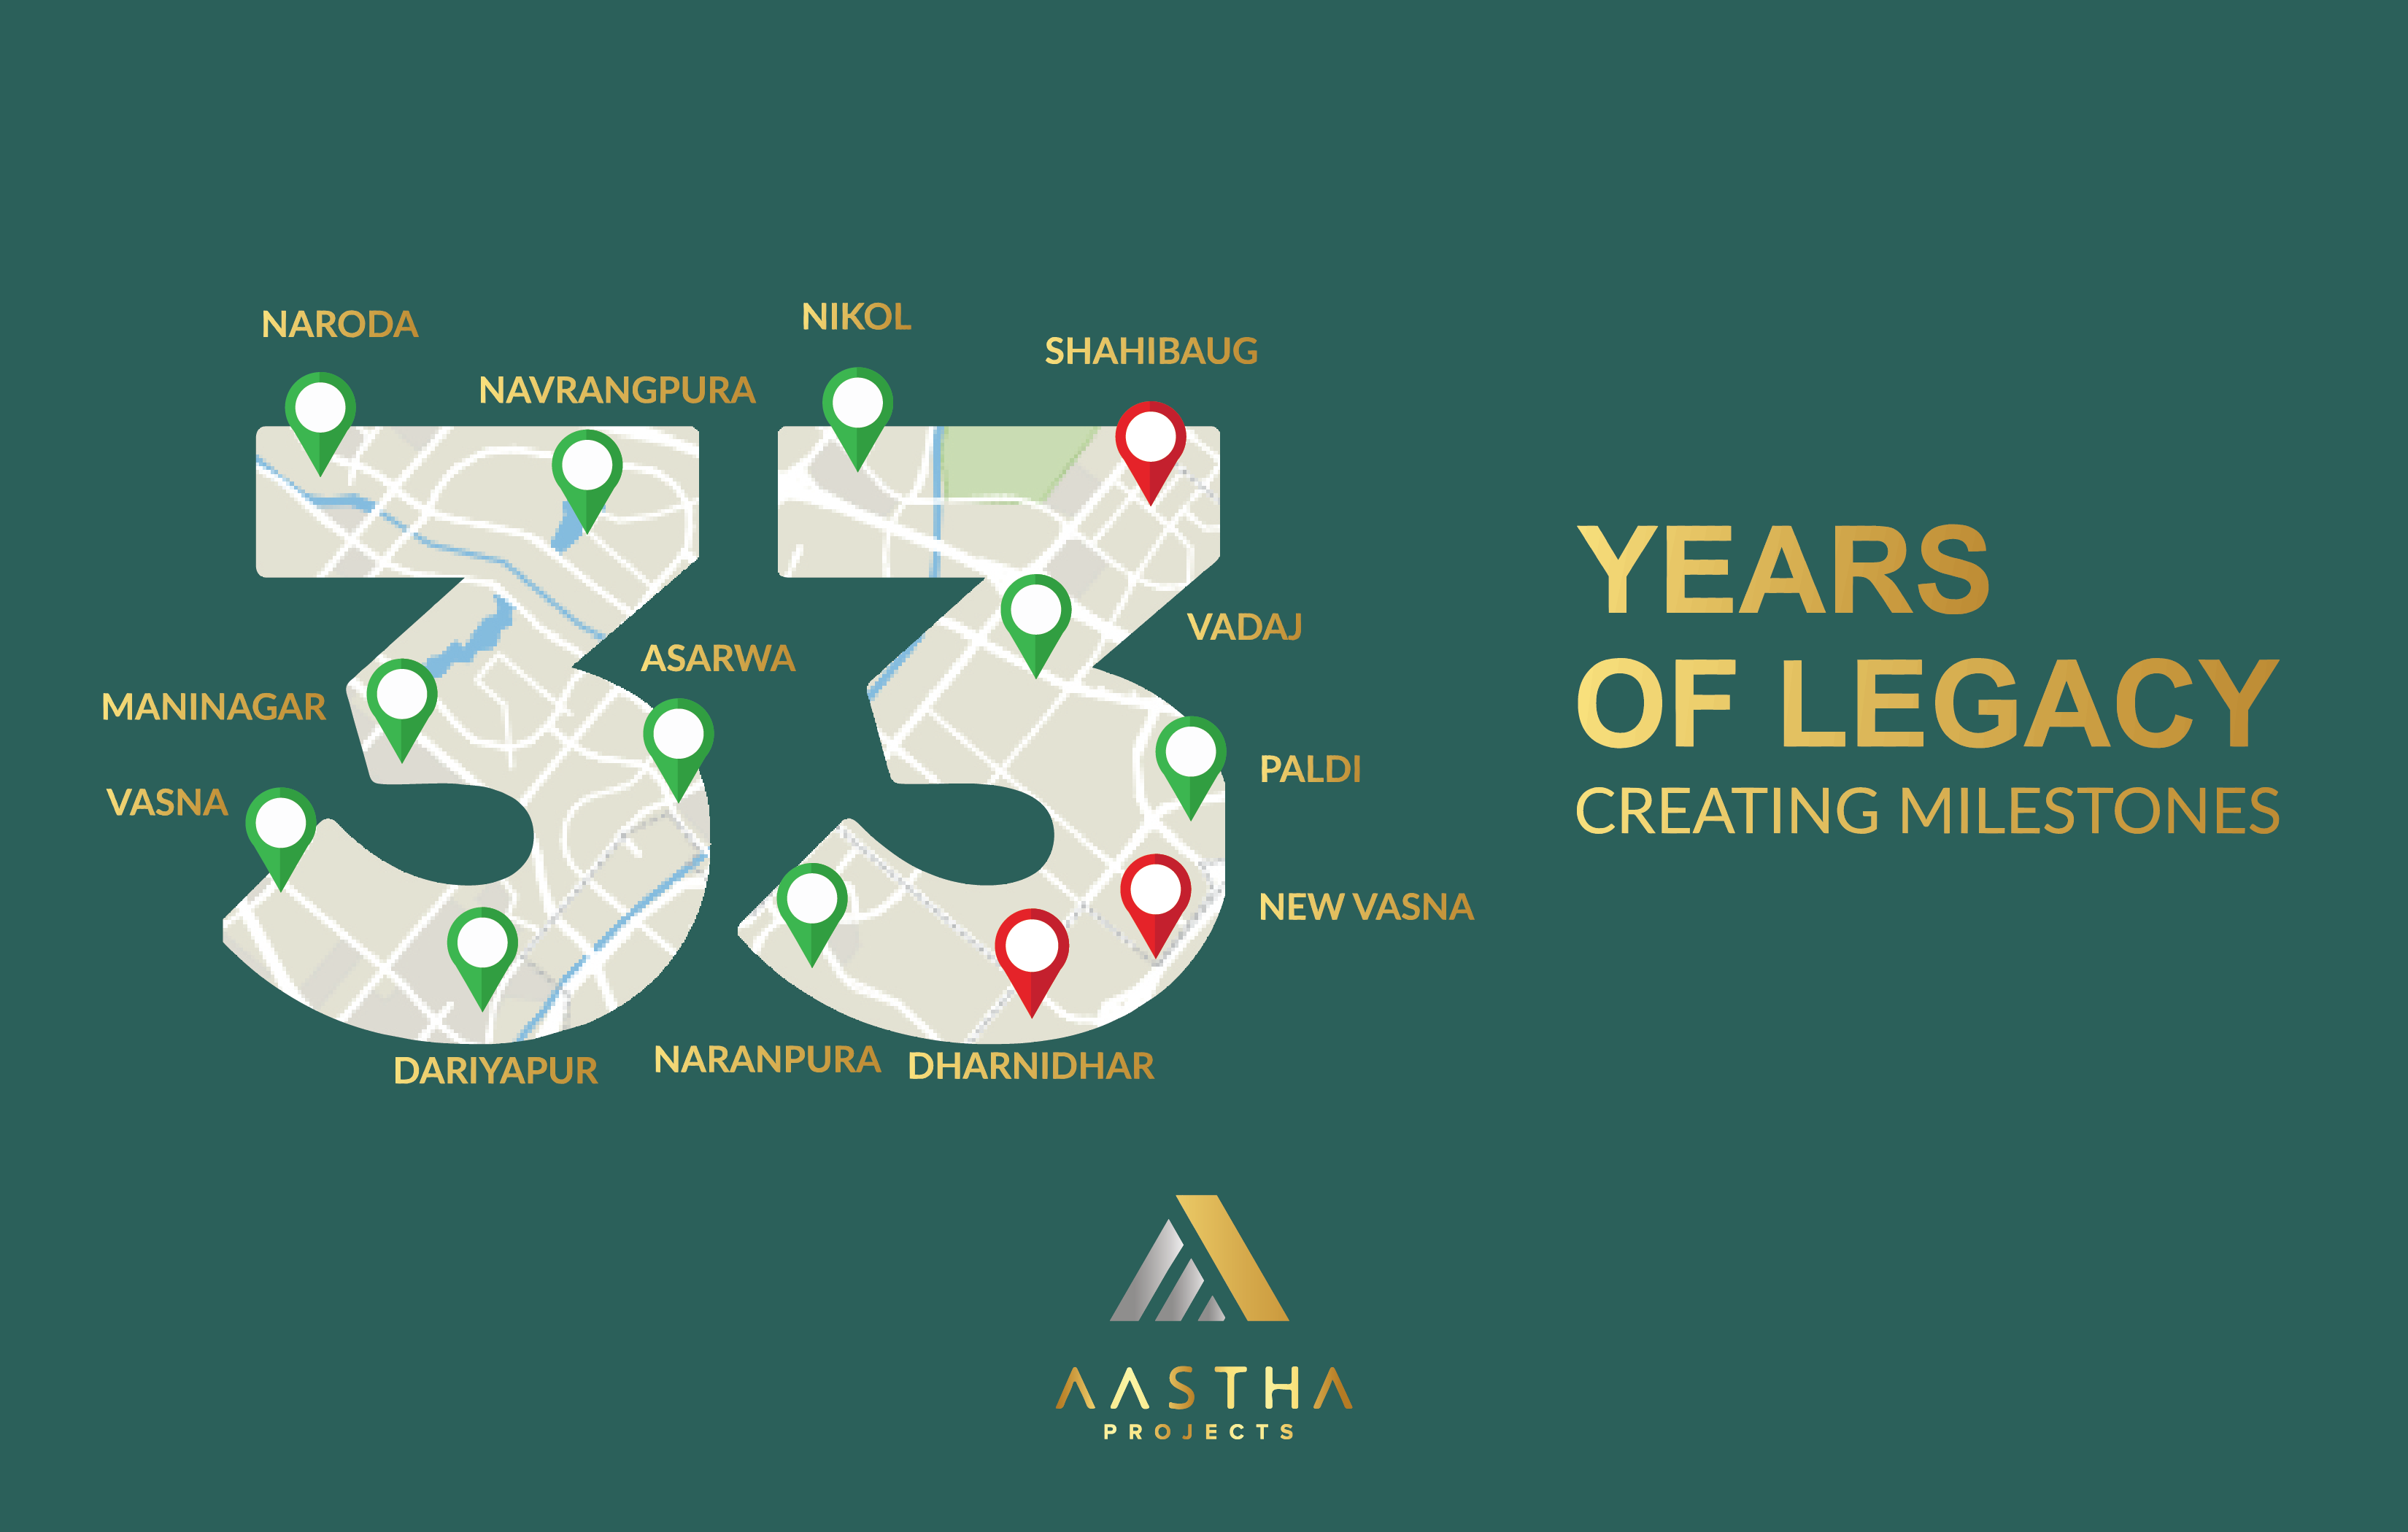 NARODA
NAVRANGPURA
NIKOL
SHAHIBAUG
33
ASARWA
VADAJ
MANINAGAR
PALDI
VASNA
NEW VASNA
DARIYAPUR
NARANPURA
DHARNIDHAR
YEARS
OF LEGACY
CREATING MILESTONES
AASTHA
PROJECTS